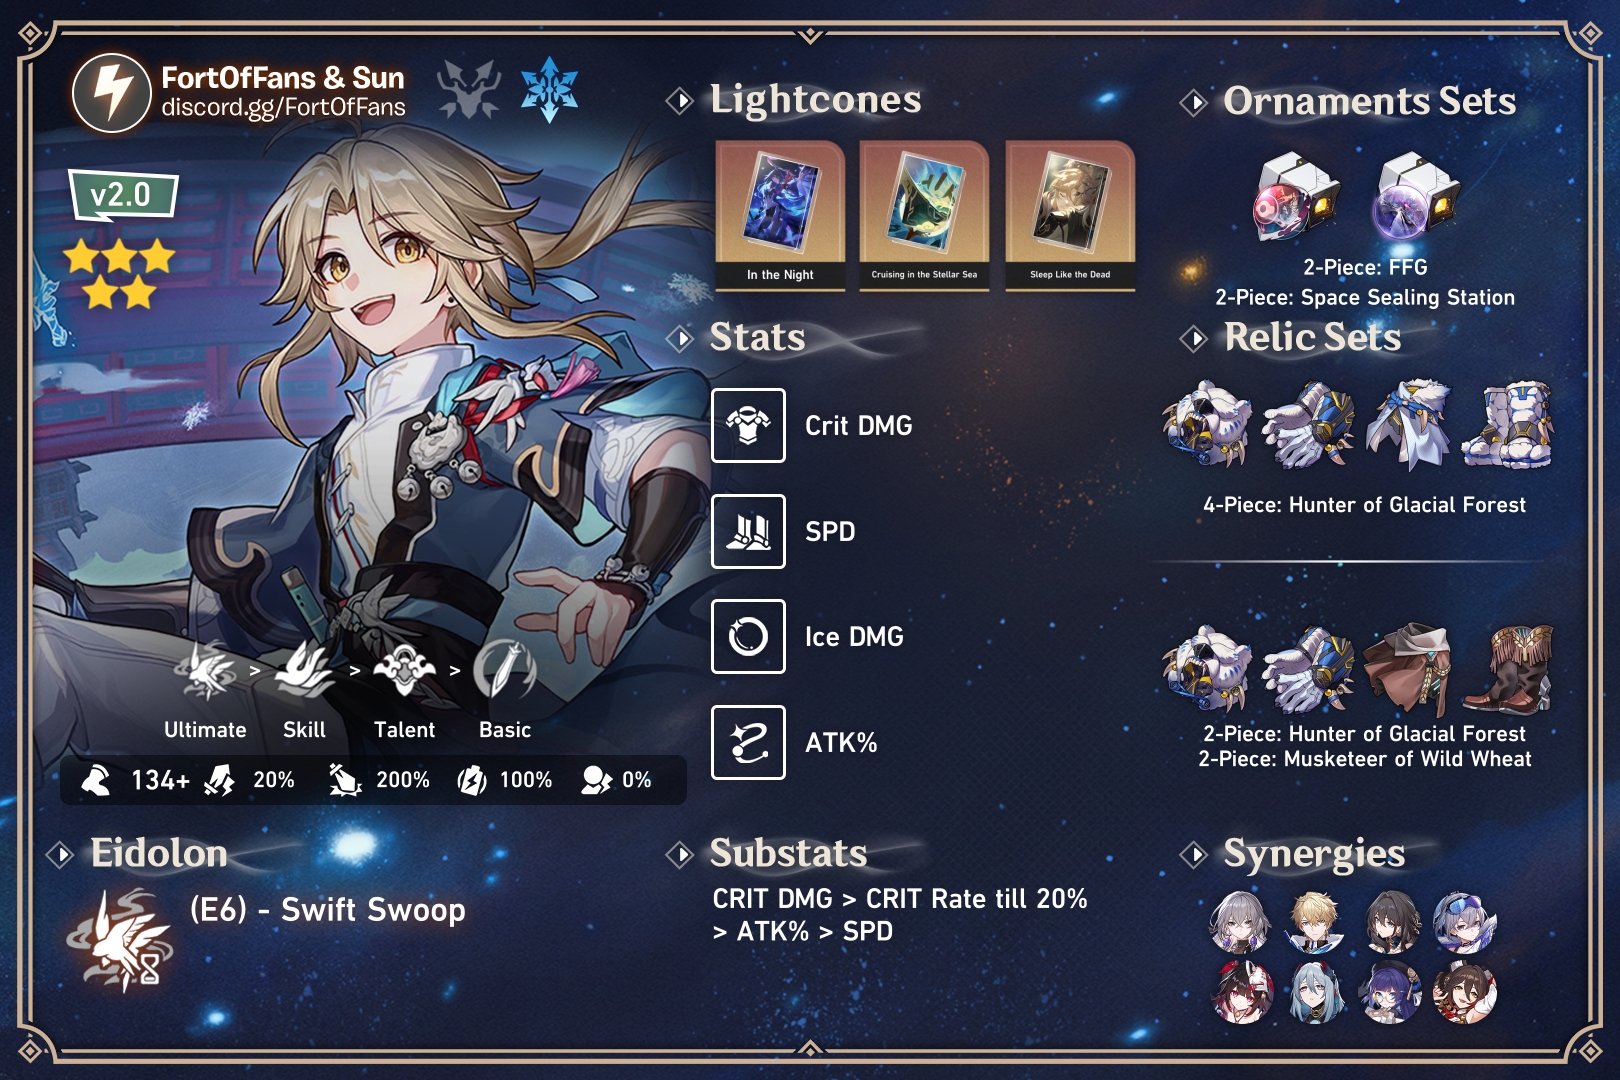 FortOfFans & Sun
discord.gg/FortOfFans
v2.0
Ultimate > Skill > Talent > Basic
134+ 20% 200% 100% 0%
Eidolon
(E6) - Swift Swoop
Lightcones
In the Night
Cruising in the Stellar Sea
Sleep Like the Dead
Stats
Crit DMG
SPD
Ice DMG
ATK%
Substats
CRIT DMG > CRIT Rate till 20%
> ATK% > SPD
Ornaments Sets
2-Piece: FFG
2-Piece: Space Sealing Station
Relic Sets
4-Piece: Hunter of Glacial Forest
2-Piece: Hunter of Glacial Forest
2-Piece: Musketeer of Wild Wheat
Synergies